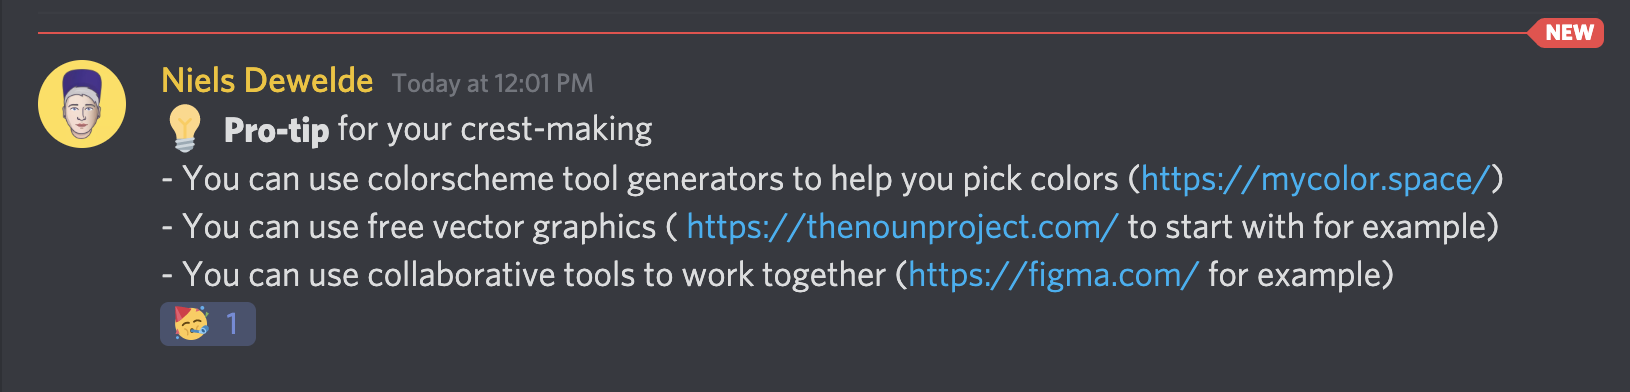 NEW
Niels Dewelde Today at 12:01 PM
💡 Pro-tip for your crest-making
- You can use colorscheme tool generators to help you pick colors (https://mycolor.space/)
- You can use free vector graphics ( https://thenounproject.com/ to start with for example)
- You can use collaborative tools to work together (https://figma.com/ for example)
🥳 1